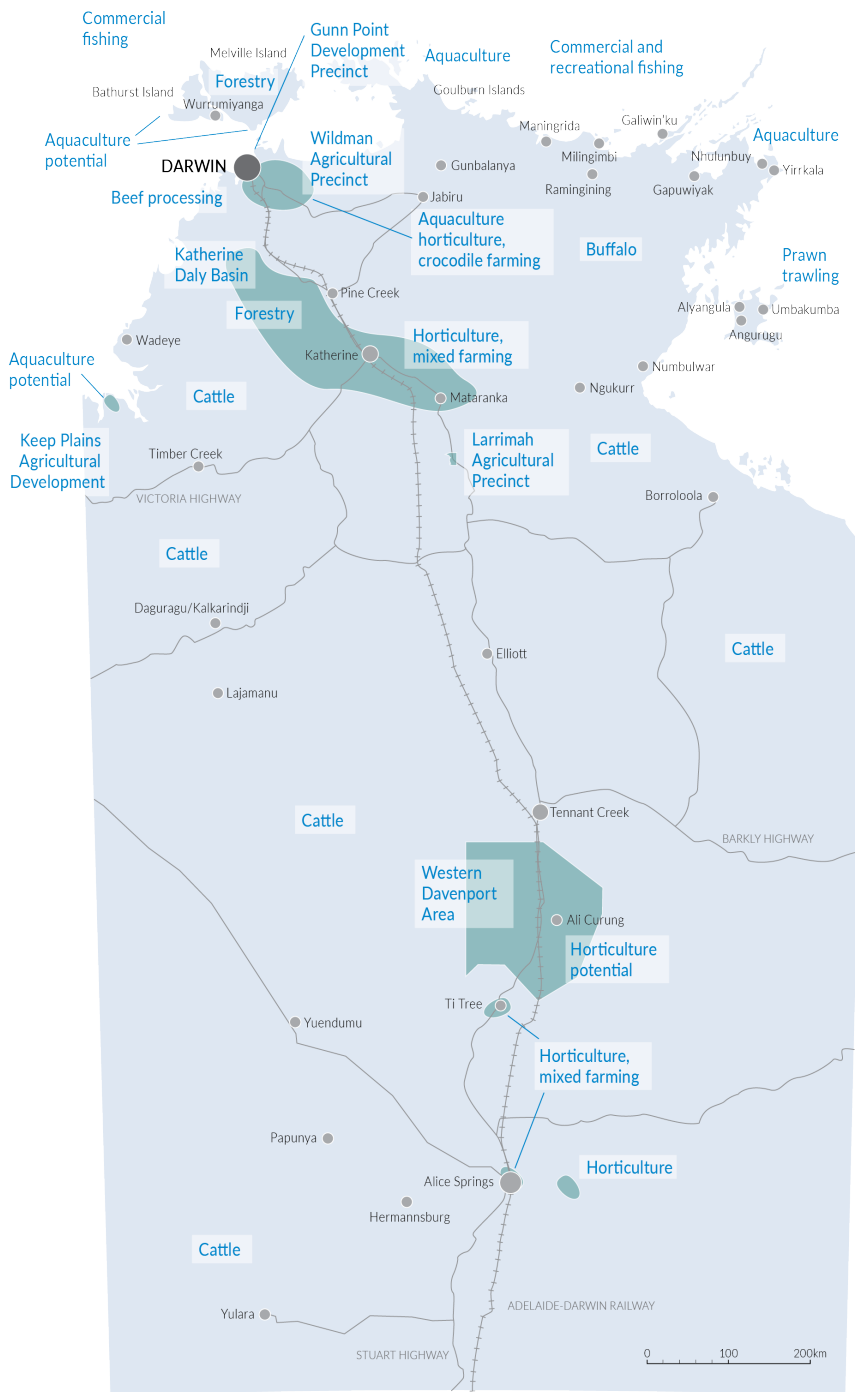 Commercial
fishing
Gunn Point
Development
Precinct
Melville Island
Aquaculture
Commercial and
recreational fishing
Forestry
Bathurst Island
Goulburn Islands
Wurrumiyanga
Galiwin'ku
Maningrida
Aquaculture
potential
Wildman
Agricultural
Precinct
Aquaculture
Milingimbi
Nhulunbuy
DARWIN
Gunbalanya
Yirrkala
Ramingining
Gapuwiyak
Beef processing
Jabiru
Aquaculture
horticulture,
crocodile farming
Buffalo
Katherine
Daly Basin
Prawn
trawling
Pine Creek
Forestry
Alyangula
Umbakumba
Angurugu
Wadeye
Horticulture,
mixed farming
Katherine
Aquaculture
potential
Numbulwar
Ngukurr
Cattle
Mataranka
Keep Plains
Agricultural
Development
Larrimah
Agricultural
Precinct
Cattle
Timber Creek
VICTORIA HIGHWAY
Borroloola
Cattle
Daguragu/Kalkarindji
Elliott
Cattle
Lajamanu
Cattle
Tennant Creek
BARKLY HIGHWAY
Western
Davenport
Area
Ali Curung
Horticulture
potential
Ti Tree
Yuendumu
Horticulture,
mixed farming
Papunya
Horticulture
Alice Springs
Hermannsburg
Cattle
Yulara
ADELAIDE-DARWIN RAILWAY
STUART HIGHWAY
0 100 200km